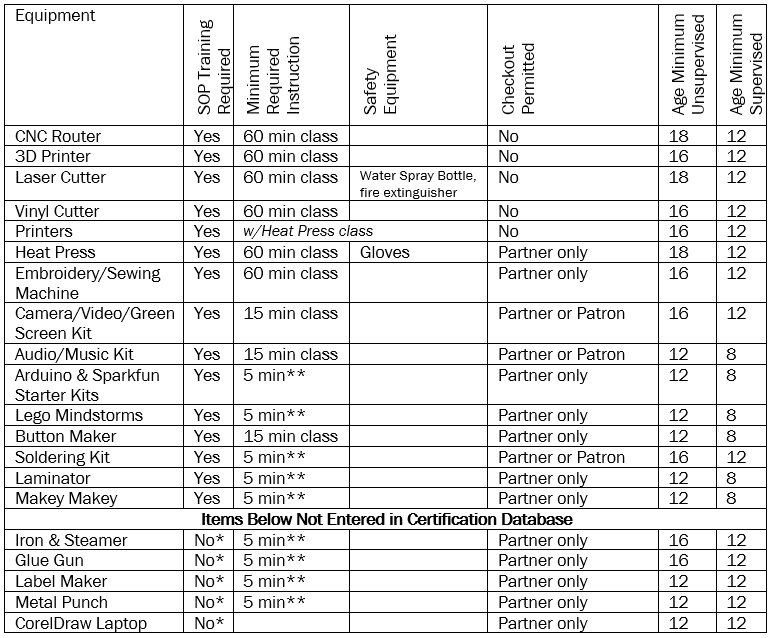 Equipment
SOP Training
Required
Minimum
Required
Instruction
Safety
Equipment
Checkout
Permitted
Age Minimum
Unsupervised
Age Minimum
Supervised
CNC Router Yes 60 min class No 18 12
3D Printer Yes 60 min class No 16 12
Laser Cutter Yes 60 min class Water Spray Bottle, No 18 12
fire extinguisher
Vinyl Cutter Yes 60 min class No 16 12
Printers Yes w/Heat Press class No 16 12
Heat Press Yes 60 min class Gloves Partner only 18 12
Embroidery/Sewing Yes 60 min class Partner only 16 12
Machine
Camera/Video/Green Yes 15 min class Partner or Patron 16 12
Screen Kit
Audio/Music Kit Yes 15 min class Partner or Patron 12 8
Arduino & Sparkfun Yes 5 min** Partner only 12 8
Starter Kits
Lego Mindstorms Yes 5 min** Partner only 12 8
Button Maker Yes 15 min class Partner only 12 8
Soldering Kit Yes 5 min** Partner or Patron 16 12
Laminator Yes 5 min** Partner only 12 8
Makey Makey Yes 5 min** Partner only 12 8
Items Below Not Entered in Certification Database
Iron & Steamer No* 5 min** Partner only 16 12
Glue Gun No* 5 min** Partner only 16 12
Label Maker No* 5 min** Partner only 12 12
Metal Punch No* 5 min** Partner only 12 12
CorelDraw Laptop No* Partner only 12 12